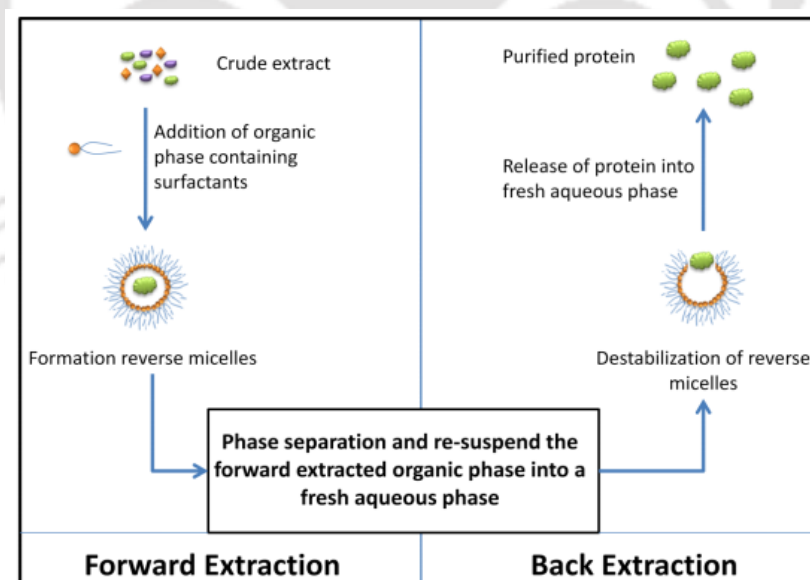 Crude extract
Addition of organic
phase containing
surfactants
Formation reverse micelles
Phase separation and re-suspend the
forward extracted organic phase into a
fresh aqueous phase
Purified protein
Release of protein into
fresh aqueous phase
Destabilization of reverse
micelles
Forward Extraction
Back Extraction